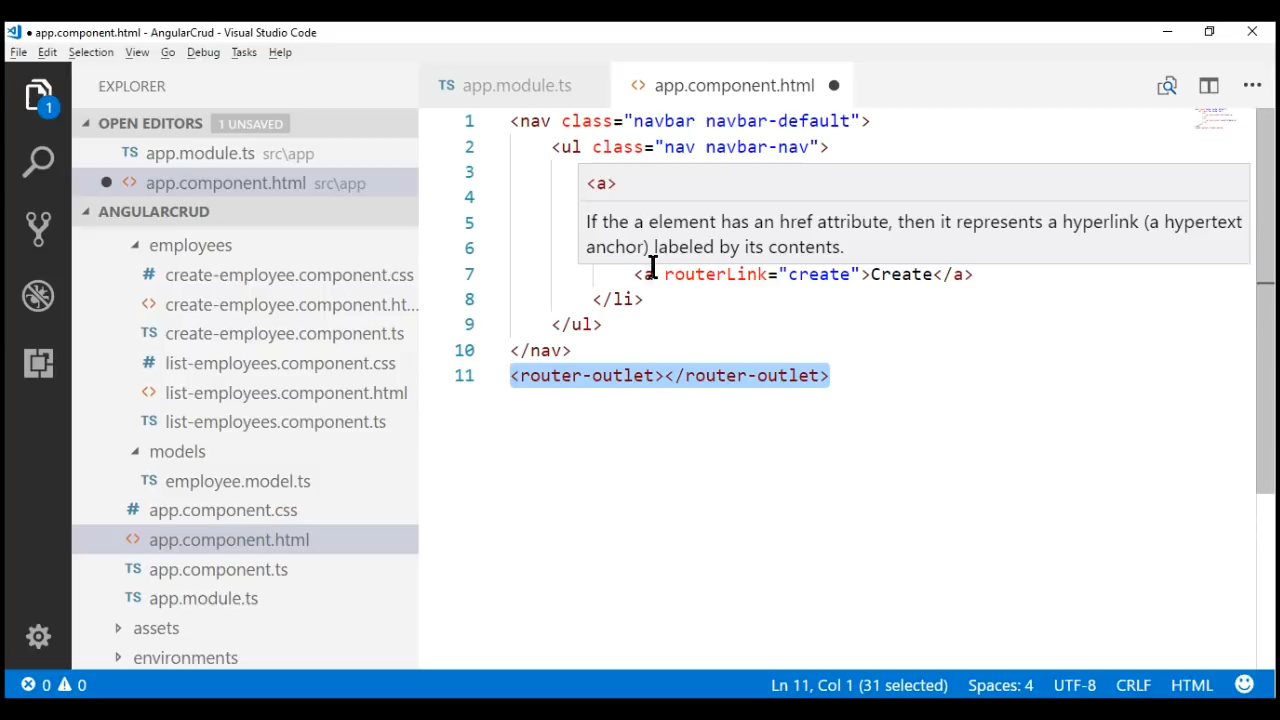 app.component.html - AngularCrud - Visual Studio Code
File Edit Selection View Go Debug Tasks Help
EXPLORER
TS app.module.ts
<> app.component.html
OPEN EDITORS 1 UNSAVED
TS app.module.ts src\app
<> app.component.html src\app
ANGULARCRUD
employees
# create-employee.component.css
<> create-employee.component.ht...
TS create-employee.component.ts
# list-employees.component.css
<> list-employees.component.html
TS list-employees.component.ts
models
TS employee.model.ts
# app.component.css
<> app.component.html
TS app.component.ts
TS app.module.ts
assets
environments
1
1 <nav class="navbar navbar-default">
2 <ul class="nav navbar-nav">
3
4
5
6
<a>
If the a element has an href attribute, then it represents a hyperlink (a hypertext
anchor) labeled by its contents.
7 <a routerLink="create">Create</a>
8 </li>
9 </ul>
10 </nav>
11 <router-outlet></router-outlet>
0 0
Ln 11, Col 1 (31 selected) Spaces: 4 UTF-8 CRLF HTML